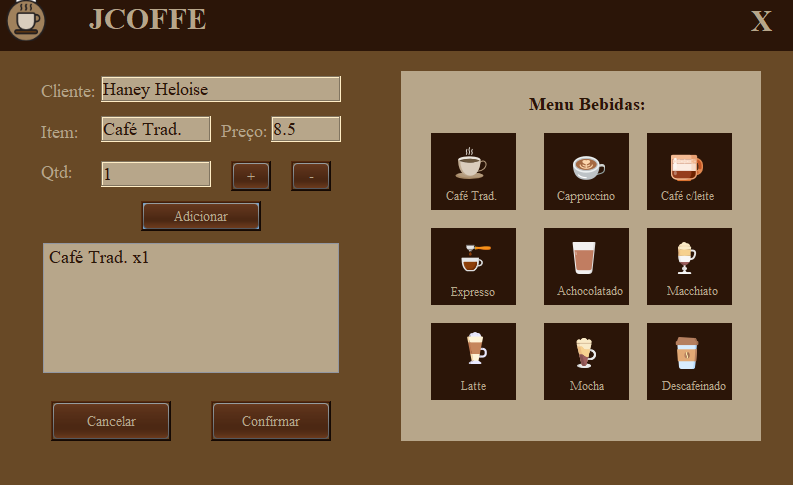 JCOFFE
X
Cliente: Haney Heloise
Item: Café Trad. Preço: 8.5
Qtd: 1 + -
Adicionar
Café Trad. x1
Cancelar Confirmar
Menu Bebidas:
Café Trad. Cappuccino Café c/leite
Expresso Achocolatado Macchiato
Latte Mocha Descafeinado